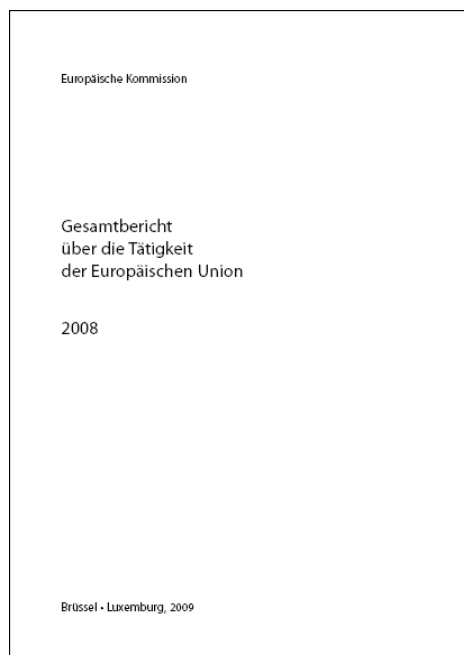 Europäische Kommission
Gesamtbericht
über die Tätigkeit
der Europäischen Union
2008
Brüssel • Luxemburg, 2009